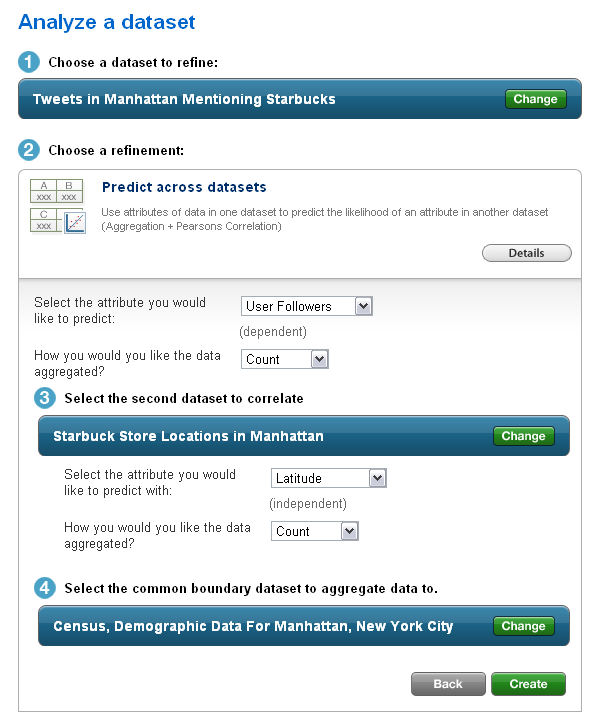 Analyze a dataset
1 Choose a dataset to refine:
Tweets in Manhattan Mentioning Starbucks Change
2 Choose a refinement:
A B
xxx xxx
C
xxx
Predict across datasets
Use attributes of data in one dataset to predict the likelihood of an attribute in another dataset
(Aggregation + Pearsons Correlation)
Details
Select the attribute you would
like to predict:
User Followers
(dependent)
How you would you like the data
aggregated?
Count
3 Select the second dataset to correlate
Starbuck Store Locations in Manhattan Change
Select the attribute you would
like to predict with:
Latitude
(independent)
How you would you like the data
aggregated?
Count
4 Select the common boundary dataset to aggregate data to.
Census, Demographic Data For Manhattan, New York City Change
Back Create